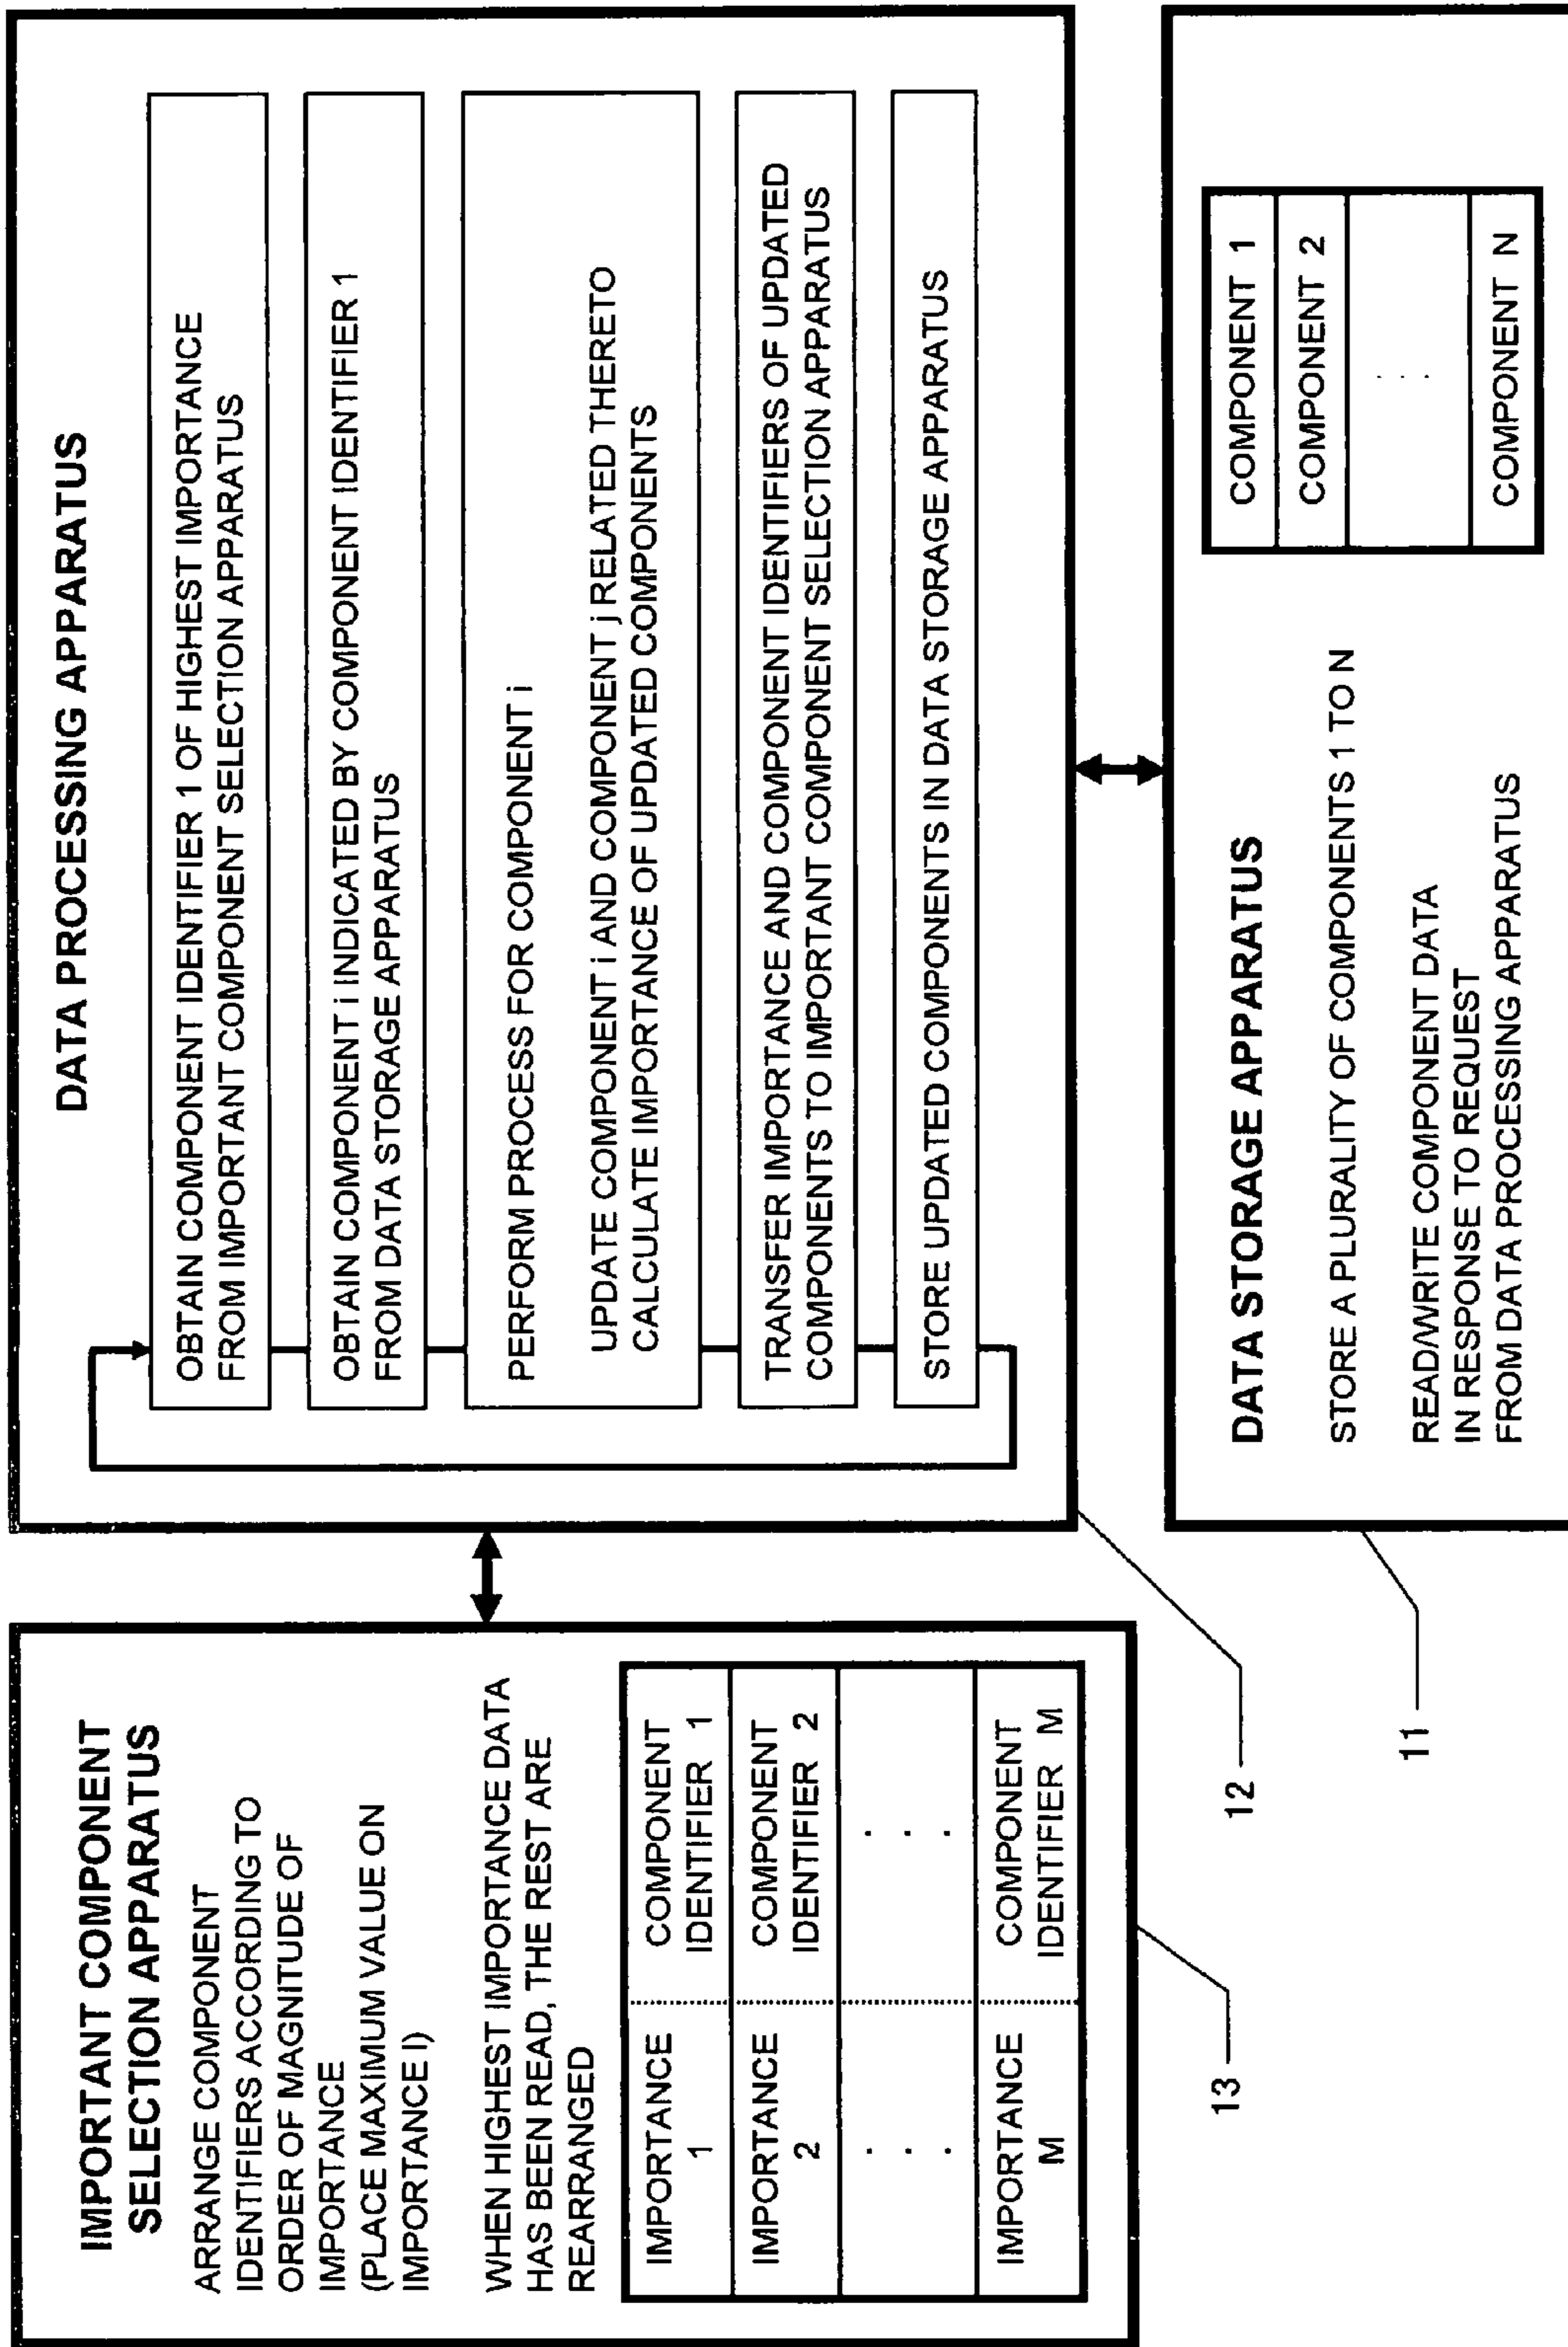 IMPORTANT COMPONENT
SELECTION APPARATUS
ARRANGE COMPONENT
IDENTIFIERS ACCORDING TO
ORDER OF MAGNITUDE OF
IMPORTANCE
(PLACE MAXIMUM VALUE ON
IMPORTANCE I)
WHEN HIGHEST IMPORTANCE DATA
HAS BEEN READ, THE REST ARE
REARRANGED
IMPORTANCE
1
COMPONENT
IDENTIFIER 1
IMPORTANCE
2
COMPONENT
IDENTIFIER 2
. . .
. . .
IMPORTANCE
M
COMPONENT
IDENTIFIER M
13
DATA PROCESSING APPARATUS
OBTAIN COMPONENT IDENTIFIER 1 OF HIGHEST IMPORTANCE
FROM IMPORTANT COMPONENT SELECTION APPARATUS
OBTAIN COMPONENT i INDICATED BY COMPONENT IDENTIFIER 1
FROM DATA STORAGE APPARATUS
PERFORM PROCESS FOR COMPONENT i
UPDATE COMPONENT i AND COMPONENT j RELATED THERETO
CALCULATE IMPORTANCE OF UPDATED COMPONENTS
TRANSFER IMPORTANCE AND COMPONENT IDENTIFIERS OF UPDATED
COMPONENTS TO IMPORTANT COMPONENT SELECTION APPARATUS
STORE UPDATED COMPONENTS IN DATA STORAGE APPARATUS
12
DATA STORAGE APPARATUS
STORE A PLURALITY OF COMPONENTS 1 TO N
READ/WRITE COMPONENT DATA
IN RESPONSE TO REQUEST
FROM DATA PROCESSING APPARATUS
COMPONENT 1
COMPONENT 2
. . .
COMPONENT N
11